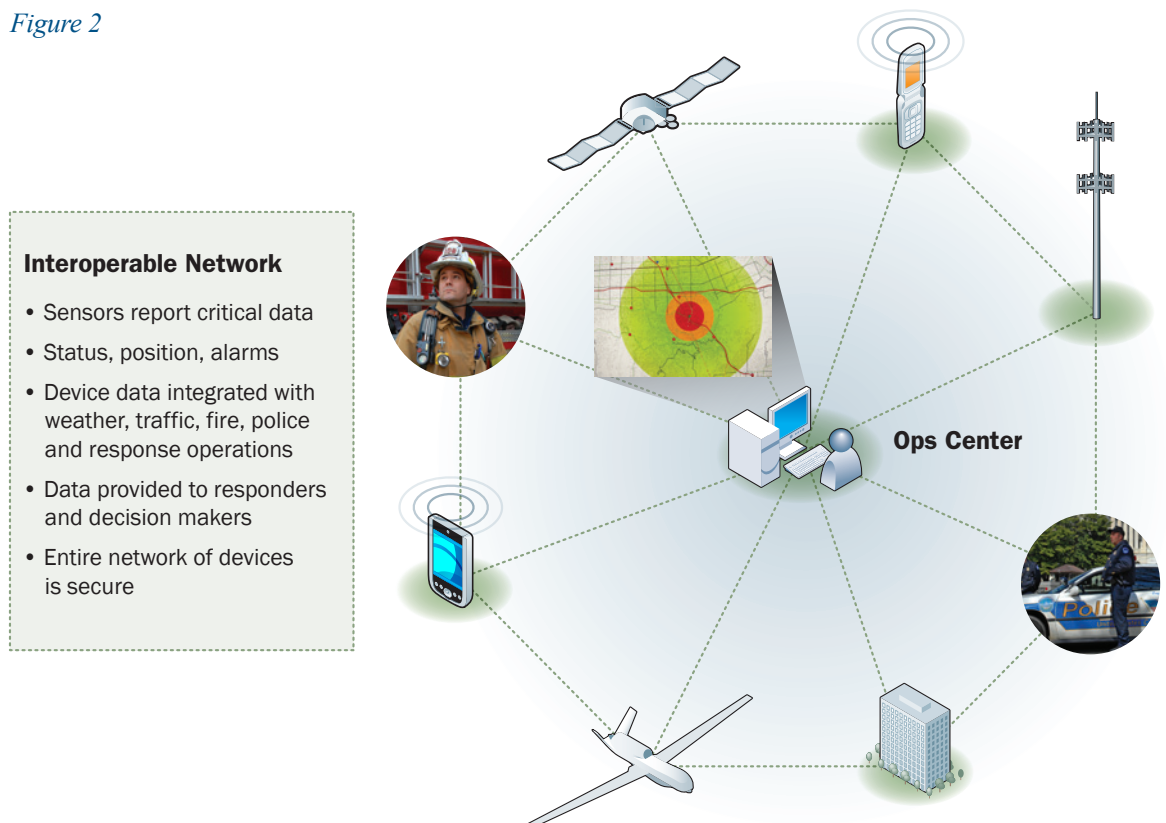 Figure 2
Interoperable Network
• Sensors report critical data
• Status, position, alarms
• Device data integrated with
weather, traffic, fire, police
and response operations
• Data provided to responders
and decision makers
• Entire network of devices
is secure
Ops Center
Police